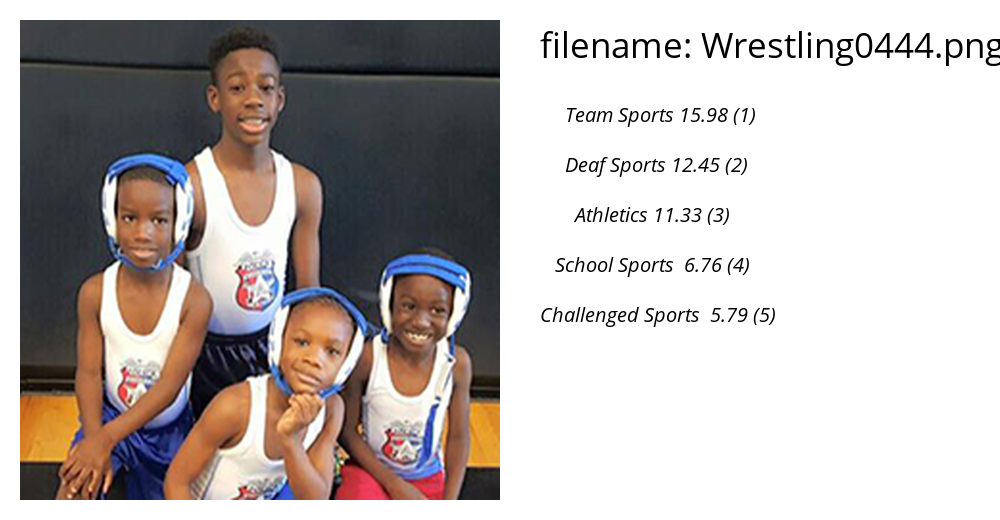 filename: Wrestling0444.png
Team Sports 15.98 (1)
Deaf Sports 12.45 (2)
Athletics 11.33 (3)
School Sports 6.76 (4)
Challenged Sports 5.79 (5)